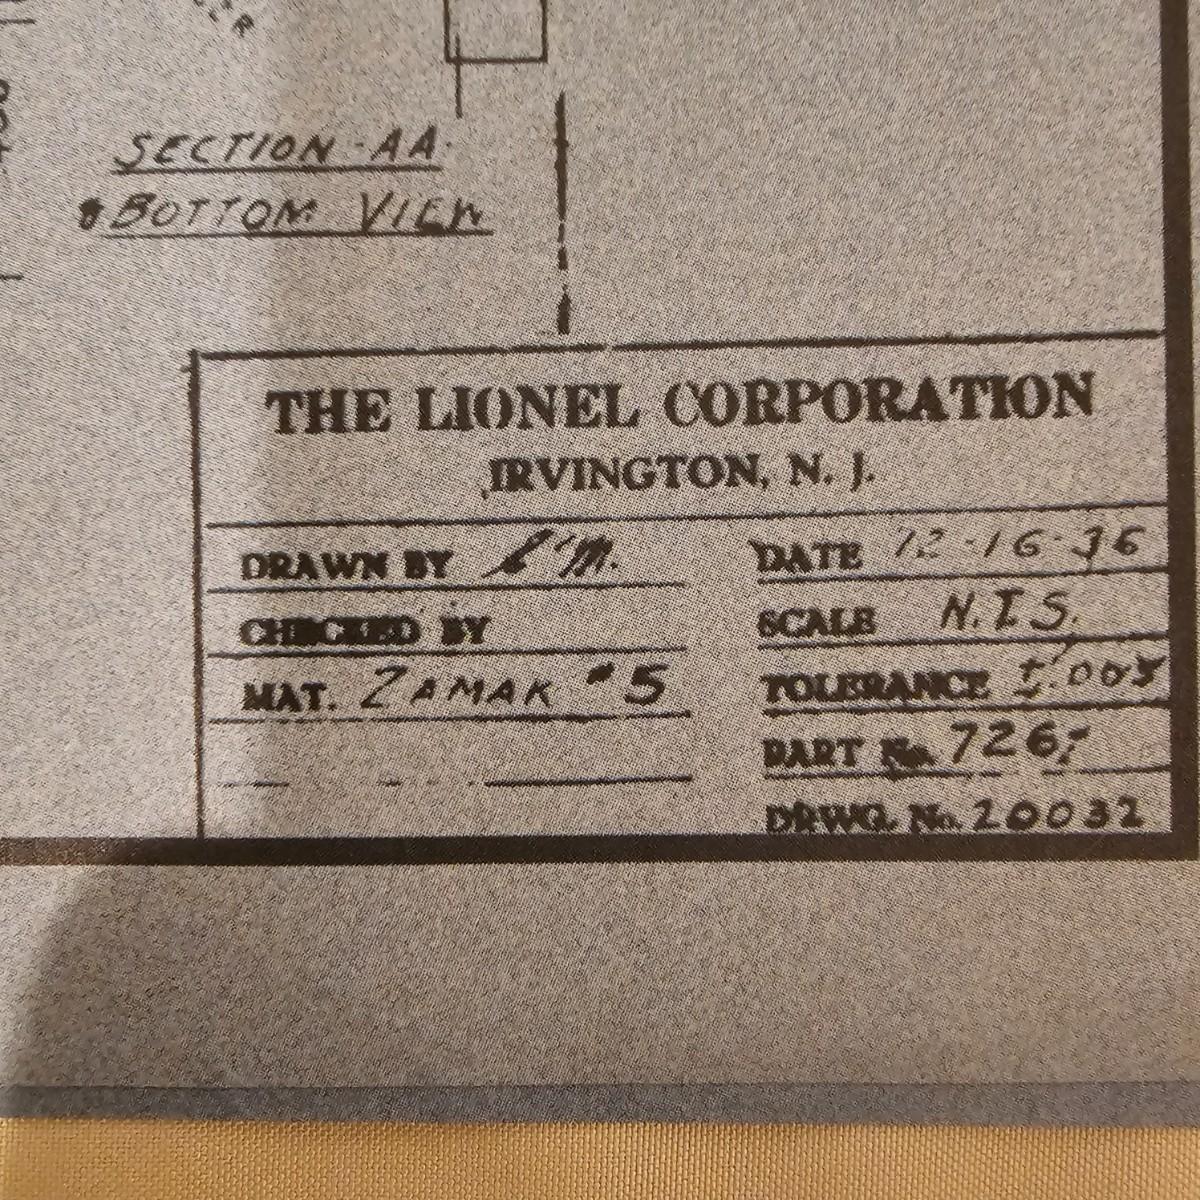 SECTION-AA.
BOTTOM VIEW
THE LIONEL CORPORATION
IRVINGTON, N. J.
DRAWN BY
DATE 12-16-36
CHECKED BY
SCALE N.T.S.
MAT. ZAMAK #5
TOLERANCE ±.005
PART No. 726-
DRWG. No. 20032